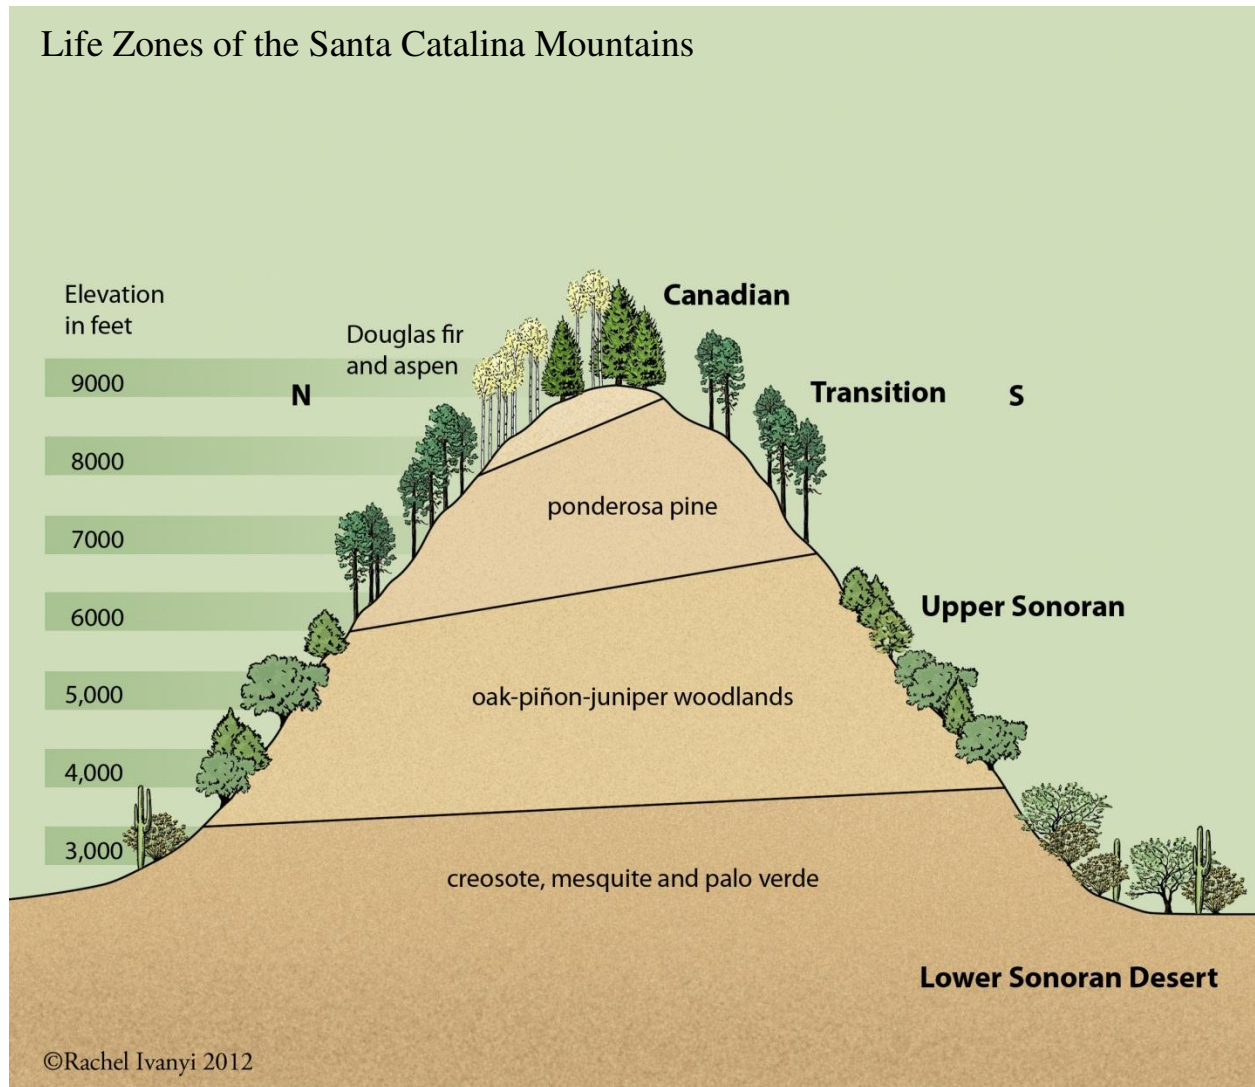 Life Zones of the Santa Catalina Mountains
Elevation
in feet
Canadian
Douglas fir
and aspen
9000
N
Transition
S
8000
ponderosa pine
7000
6000
Upper Sonoran
5,000
oak-piñon-juniper woodlands
4,000
3,000
creosote, mesquite and palo verde
Lower Sonoran Desert
©Rachel Ivanyi 2012